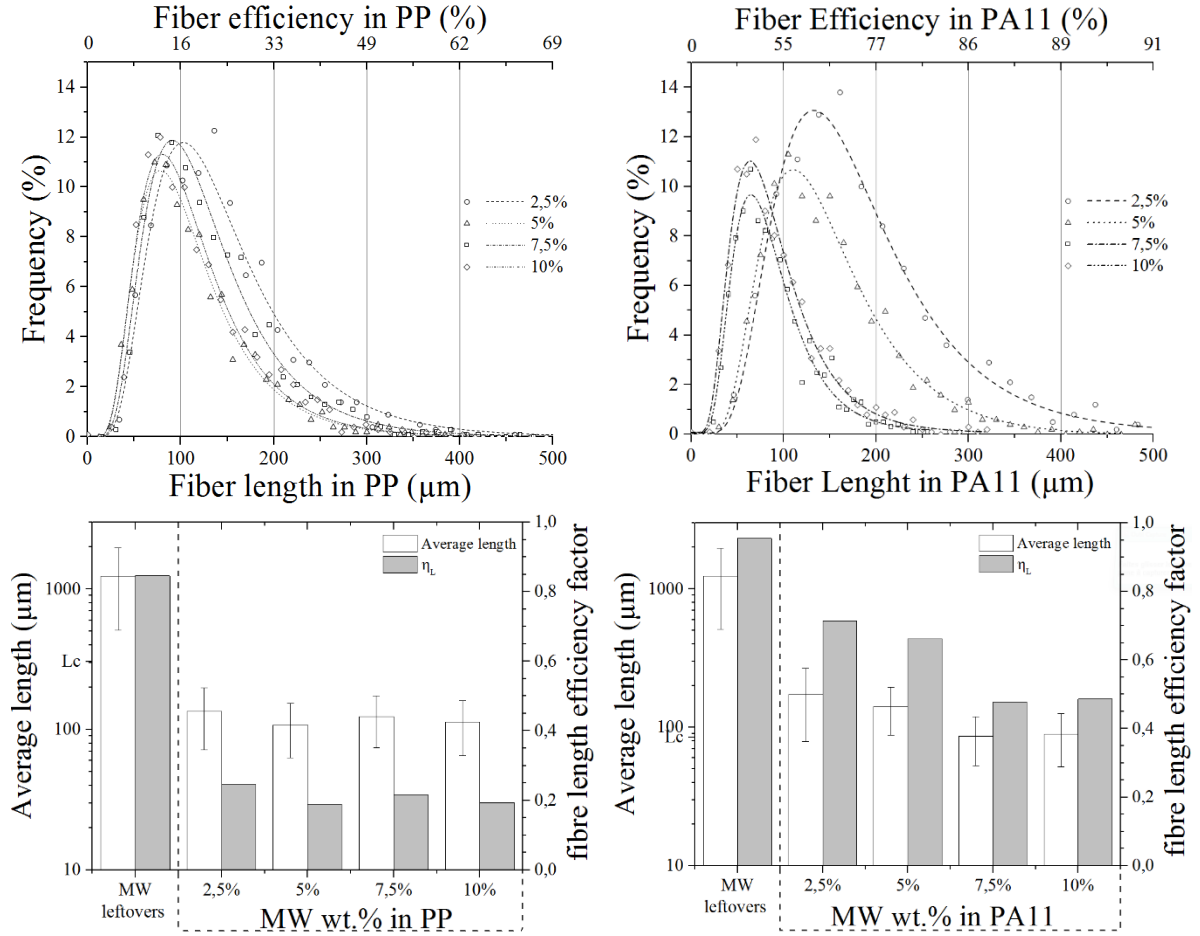 Fiber efficiency in PP (%)
0 16 33 49 62 69
14
12
10
8
6
4
2
0
Frequency (%)
2,5%
5%
7,5%
10%
0 100 200 300 400 500
Fiber length in PP (µm)
Fiber Efficiency in PA11 (%)
0 55 77 86 89 91
14
12
10
8
6
4
2
0
Frequency (%)
2,5%
5%
7,5%
10%
0 100 200 300 400 500
Fiber Lenght in PA11 (µm)
Average length (µm)
1000
Lc
100
10
Average length
ηL
1,0
0,8
0,6
0,4
0,2
0,0
fibre length efficiency factor
MW
leftovers
2,5% 5% 7,5% 10%
MW wt.% in PP
Average length (µm)
1000
100
Lc
10
Average length
ηL
1,0
0,8
0,6
0,4
0,2
0,0
fibre length efficiency factor
MW
leftovers
2,5% 5% 7,5% 10%
MW wt.% in PA11